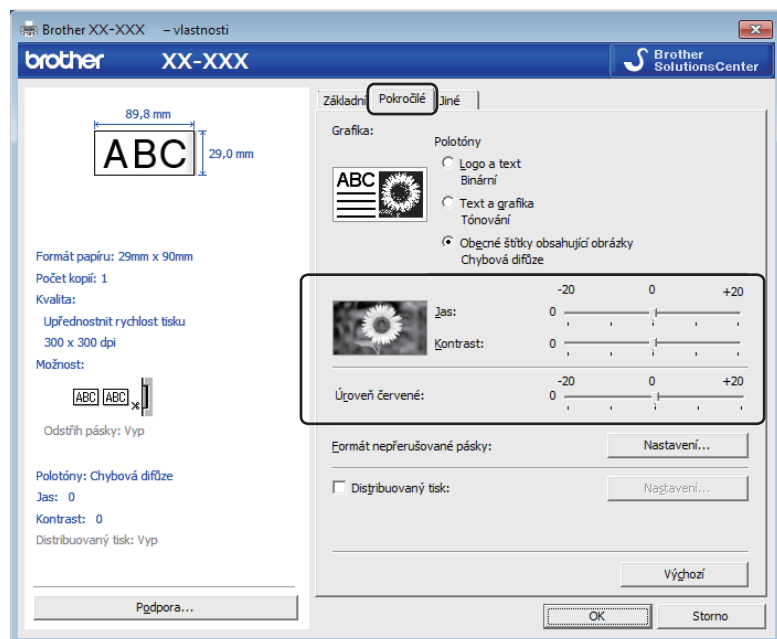 Brother XX-XXX – vlastnosti
brother XX-XXX
Brother
SolutionsCenter
89,8 mm
ABC
29,0 mm
Formát papíru: 29mm x 90mm
Počet kopií: 1
Kvalita:
Upřednostnit rychlost tisku
300 x 300 dpi
Možnost:
ABC ABC
Odstřih pásky: Vyp
Polotóny: Chybová difůze
Jas: 0
Kontrast: 0
Distribuovaný tisk: Vyp
Podpora...
Základní Pokročilé Jiné
Grafika:
ABC
Polotóny
Logo a text
Binární
Text a grafika
Tónování
Obecné štítky obsahující obrázky
Chybová difůze
-20 0 +20
Jas: 0
Kontrast: 0
-20 0 +20
Úroveň červené: 0
Formát nepřerušované pásky: Nastavení...
Distribuovaný tisk: Nastavení...
Výchozí
OK Storno